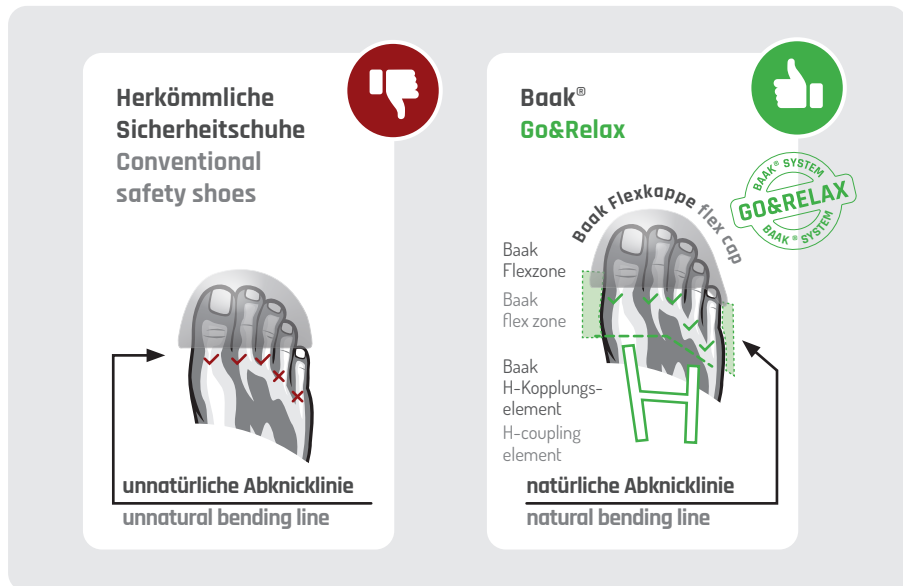 Herkömmliche
Sicherheitschuhe
Conventional
safety shoes
unnatürliche Abknicklinie
unnatural bending line
Baak®
Go&Relax
BAAK® SYSTEM
GO&RELAX
BAAK® SYSTEM
Baak Flexkappe flex cap
Baak
Flexzone
Baak
flex zone
Baak
H-Kopplungs-
element
H-coupling
element
natürliche Abknicklinie
natural bending line